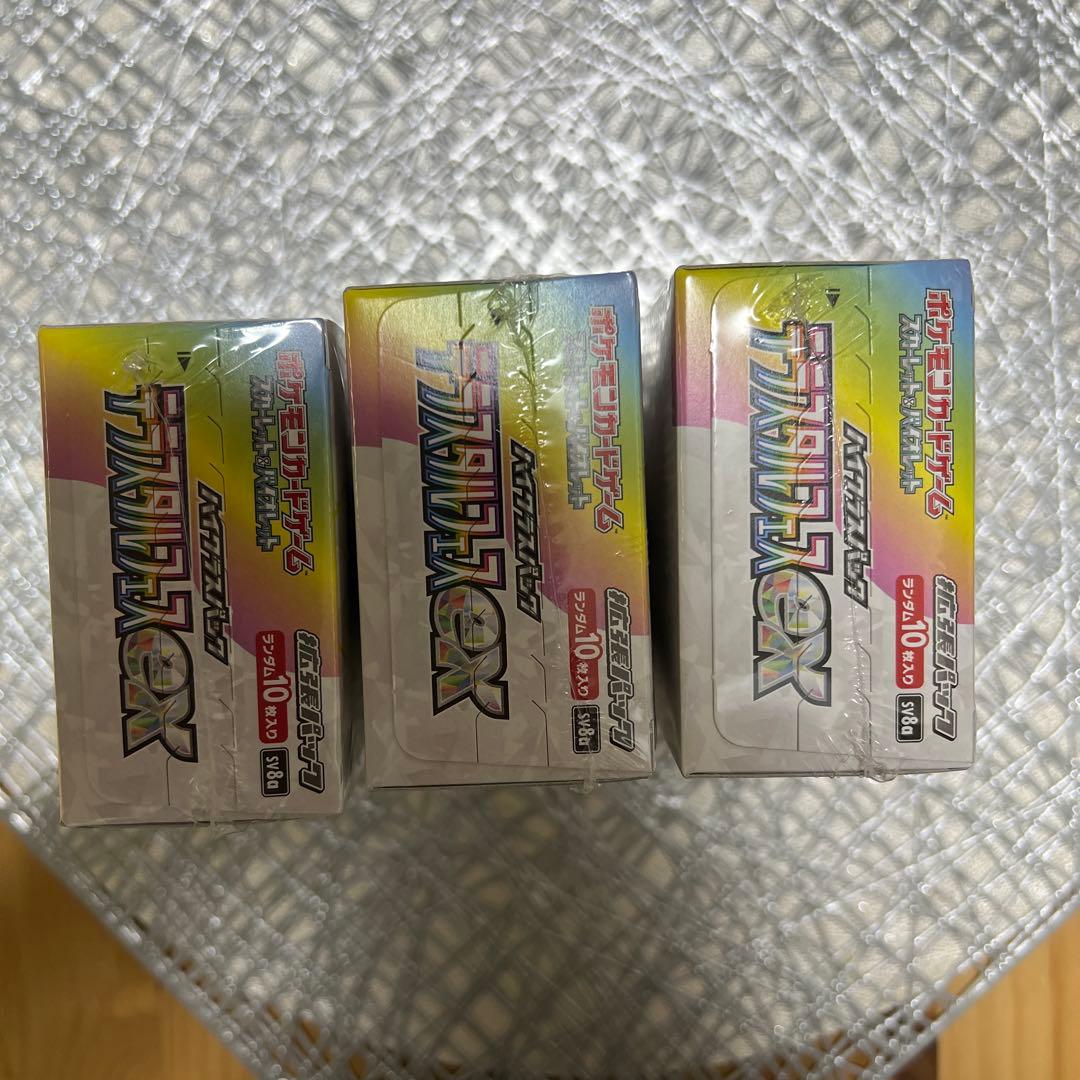 ポケモンカードゲーム
スカーレット&バイオレット
ハイクラスパック
テラスタルフェスex
拡張パック
ランダム10枚入り
sv8a
ポケモンカードゲーム
スカーレット&バイオレット
ハイクラスパック
テラスタルフェスex
拡張パック
ランダム10枚入り
sv8a
ポケモンカードゲーム
スカーレット&バイオレット
ハイクラスパック
テラスタルフェスex
拡張パック
ランダム10枚入り
sv8a